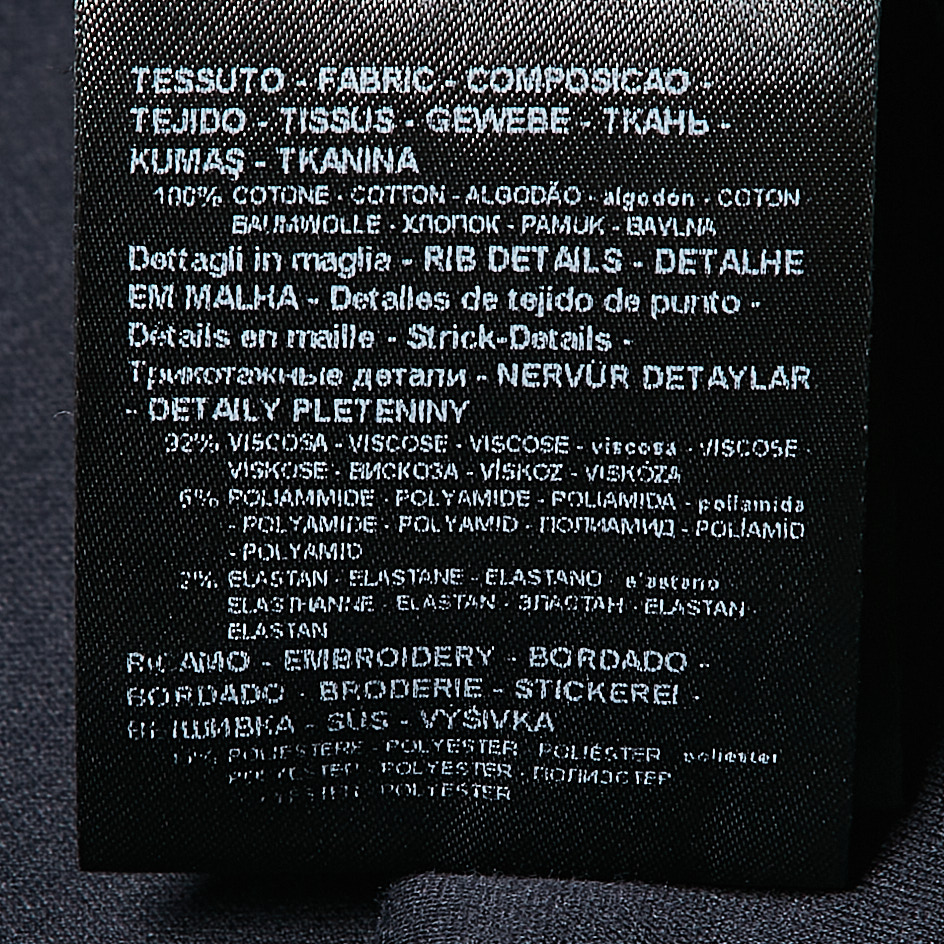 TESSUTO - FABRIC - COMPOSICAO -
TEJIDO - TISSUS - GEWEBE - ТКАНЬ -
KUMAŞ - TKANINA
100% COTONE - COTTON - ALGODÃO - algodón - COTON
BAUMWOLLE - ХЛОПОК - PAMUK - BAVLNA
Dettagli in maglia - RIB DETAILS - DETALHE
EM MALHA - Detalles de tejido de punto -
Détails en maille - Strick-Details -
Трикотажные детали - NERVÜR DETAYLAR
- DETAILY PLETENINY
92% VISCOSA - VISCOSE - VISCOSE - viscosa - VISCOSE -
VISKOSE - ВИСКОЗА - VİSKOZ - VISKÓZA
6% POLIAMMIDE - POLYAMIDE - POLIAMIDA - poliamida
- POLYAMIDE - POLYAMID - ПОЛИАМИД - POLİAMİD
- POLYAMID
2% ELASTAN - ELASTANE - ELASTANO - elastano -
ELASTHANNE - ELASTAN - ЭЛАСТАН - ELASTAN -
ELASTAN
RICAMO - EMBROIDERY - BORDADO -
BORDADO - BRODERIE - STICKEREI -
ВЫШИВКА - SÜS - VYŠIVKA
POLIESTERE - POLYESTER - POLIÉSTER - poliéster
POLYESTER - POLYESTER - ПОЛИЭСТЕР
POLYESTER